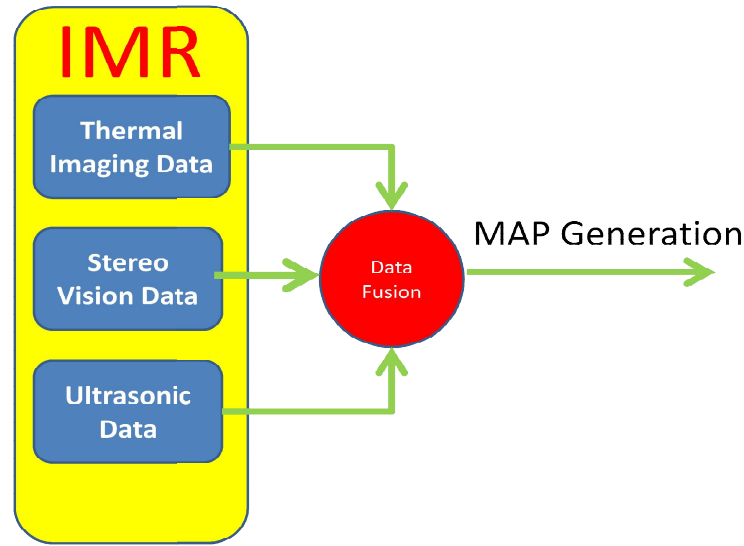 IMR
Thermal
Imaging Data
Stereo
Vision Data
Ultrasonic
Data
Data
Fusion
MAP Generation